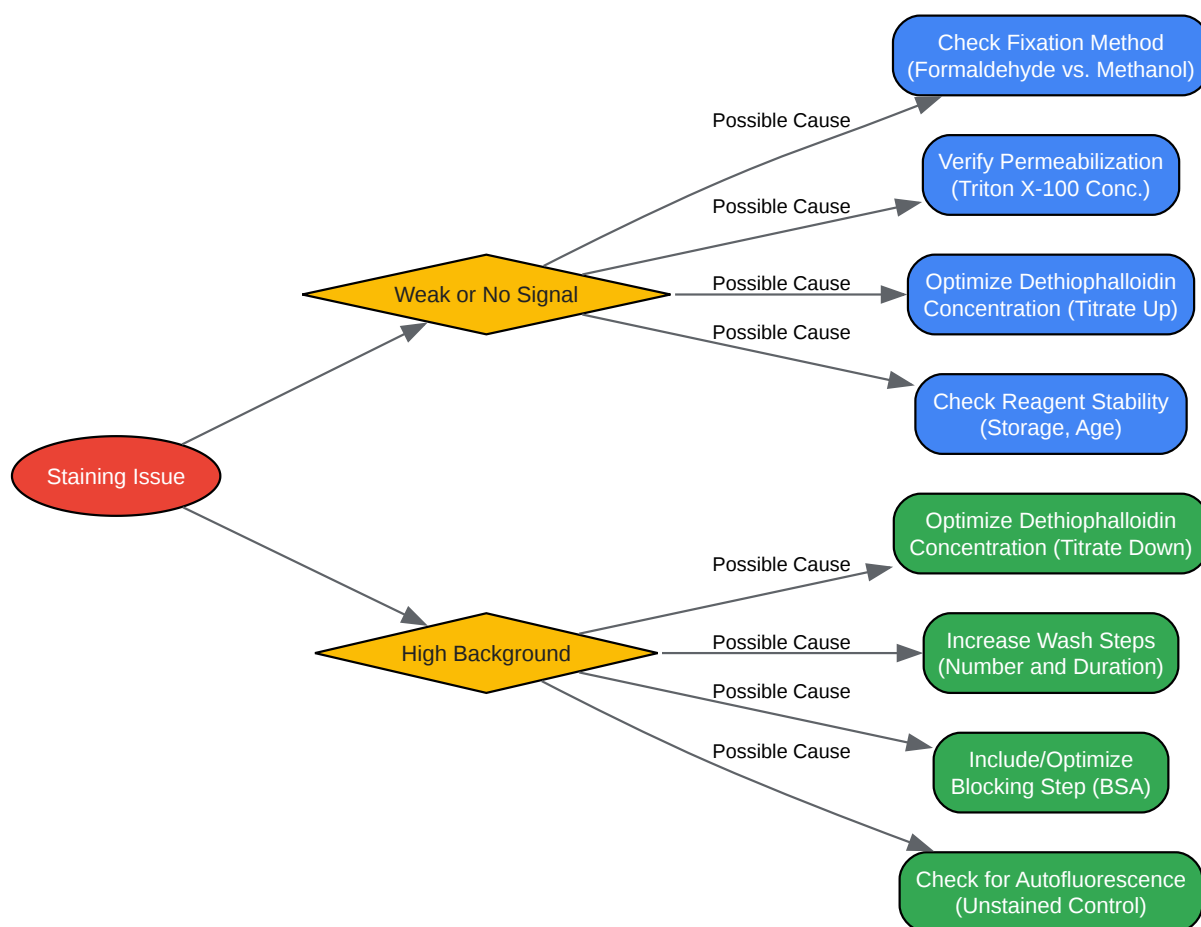 Check Fixation Method
(Formaldehyde vs. Methanol)
Possible Cause
Verify Permeabilization
(Triton X-100 Conc.)
Possible Cause
Weak or No Signal
Possible Cause
Optimize Dethiophalloidin
Concentration (Titrate Up)
Possible Cause
Check Reagent Stability
(Storage, Age)
Staining Issue
Optimize Dethiophalloidin
Concentration (Titrate Down)
Possible Cause
High Background
Possible Cause
Increase Wash Steps
(Number and Duration)
Possible Cause
Include/Optimize
Blocking Step (BSA)
Possible Cause
Check for Autofluorescence
(Unstained Control)